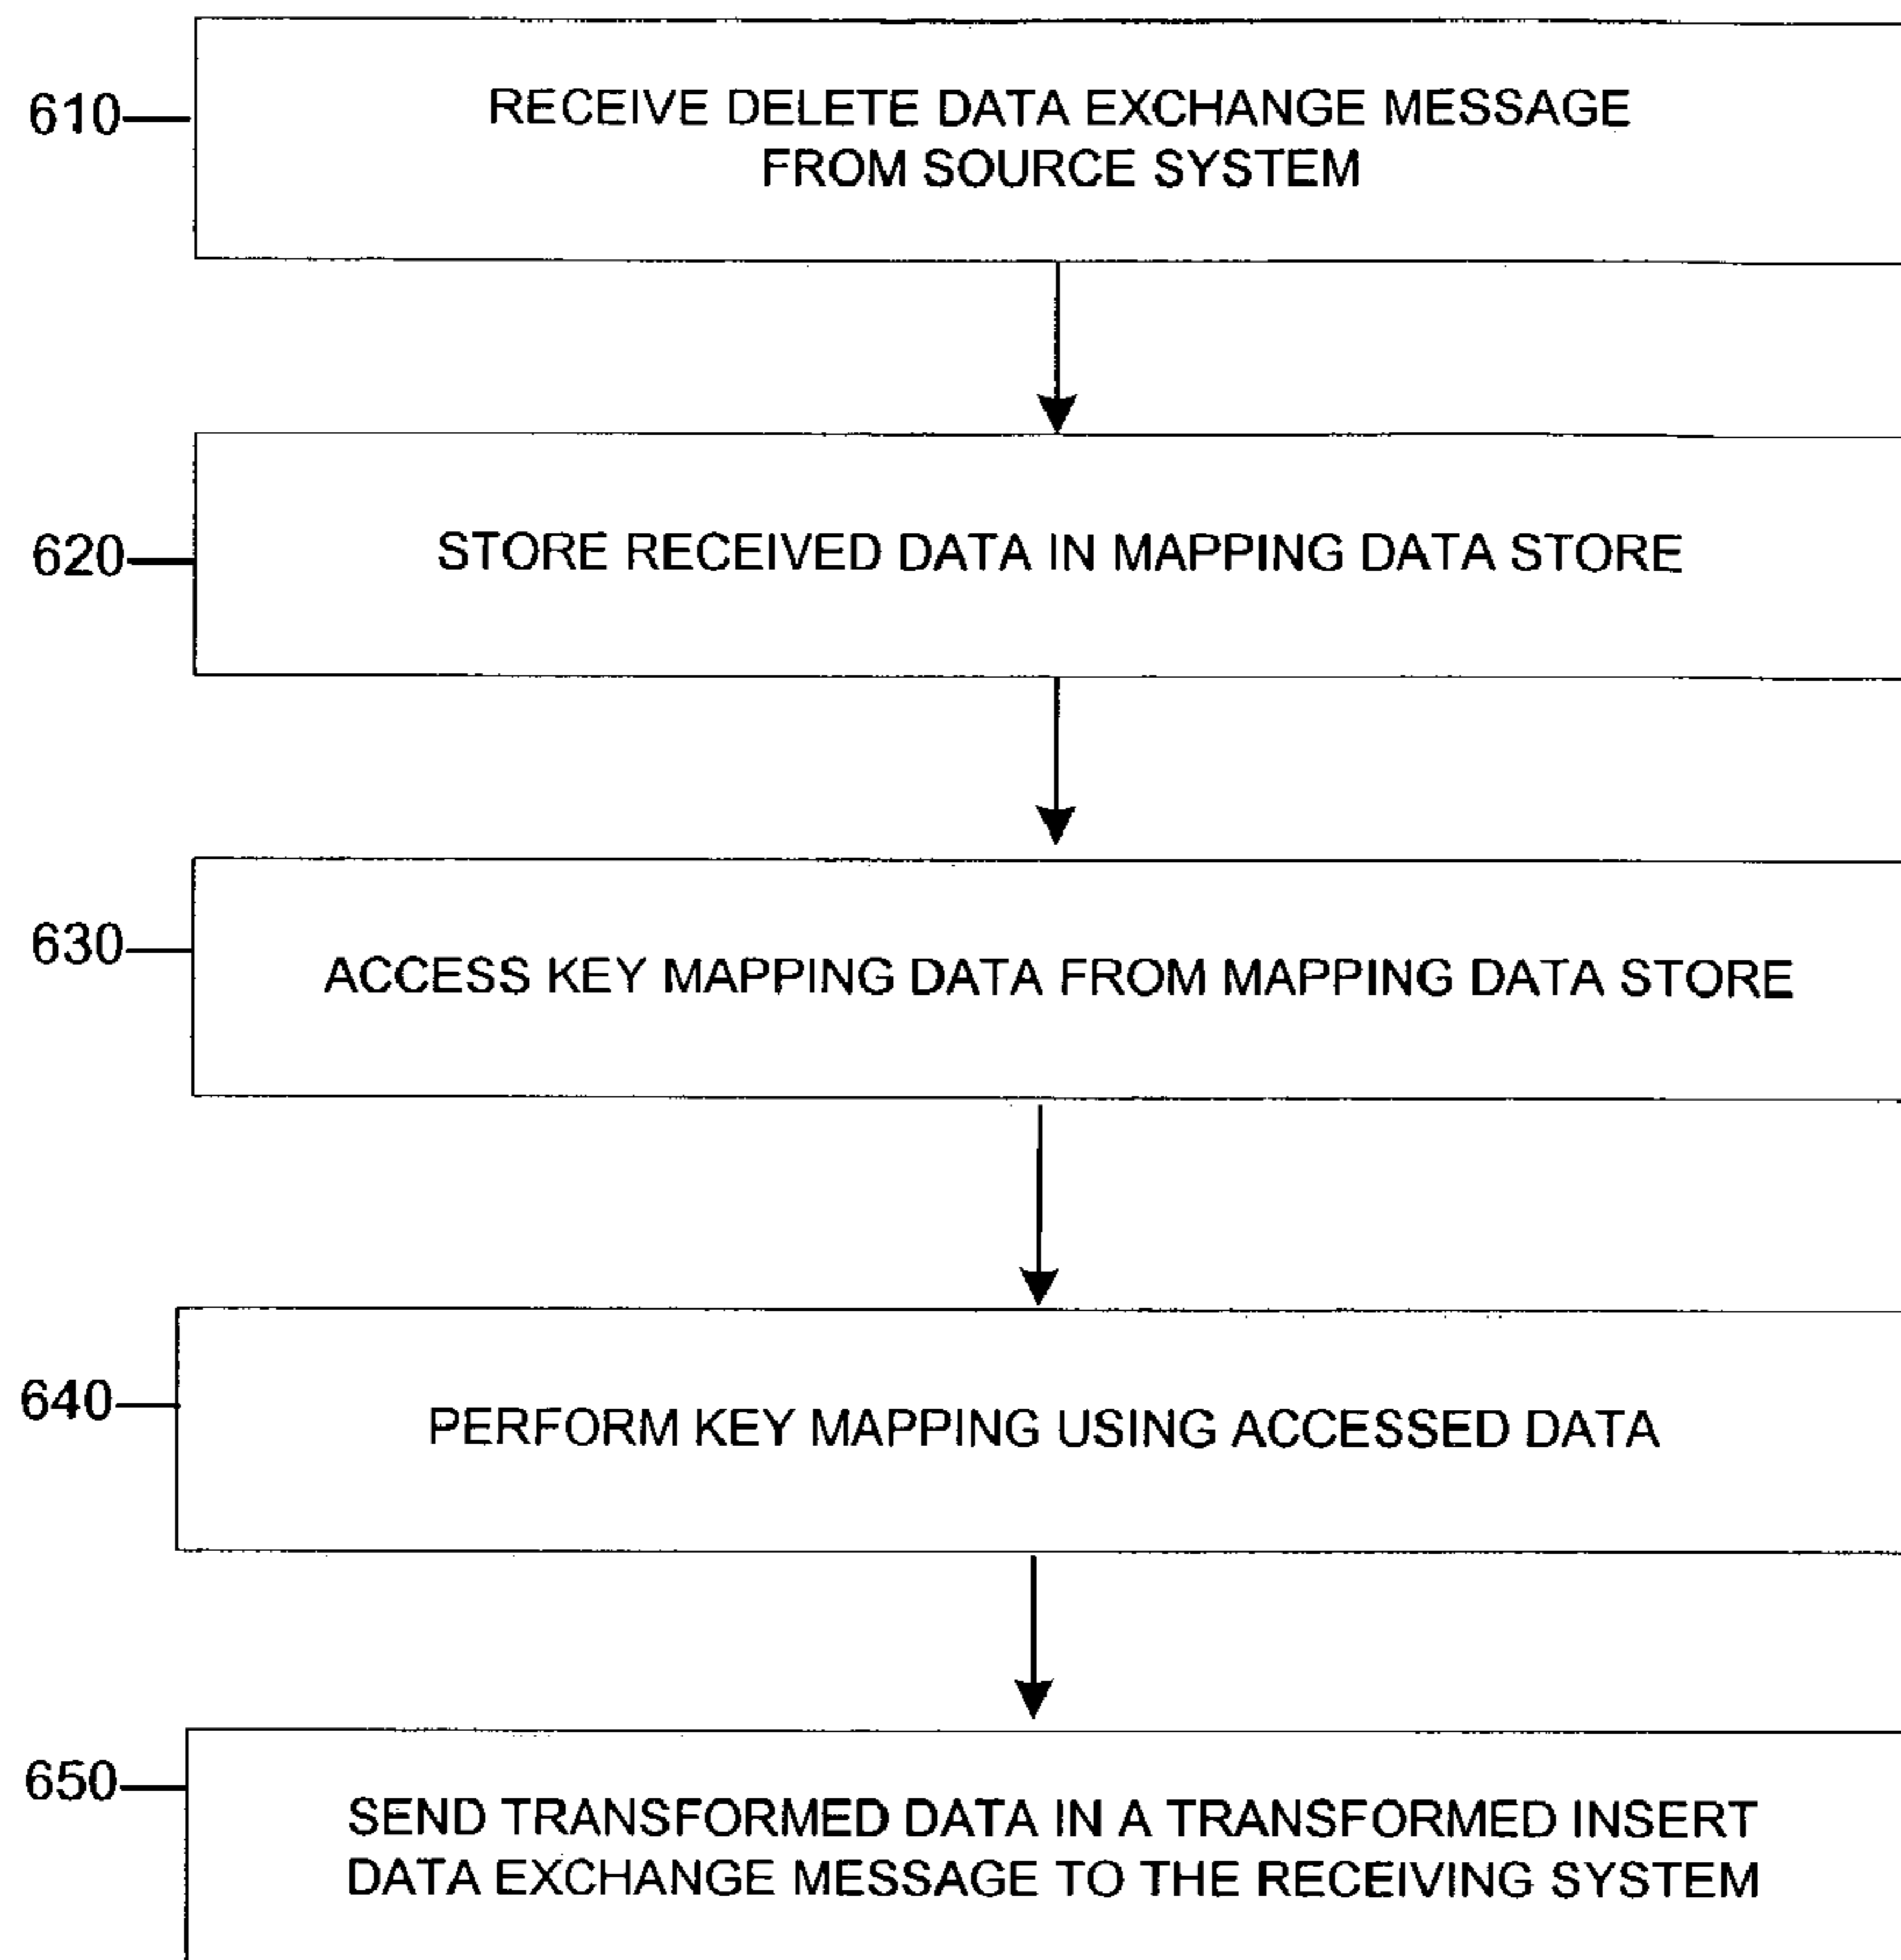 610
RECEIVE DELETE DATA EXCHANGE MESSAGE
FROM SOURCE SYSTEM
620
STORE RECEIVED DATA IN MAPPING DATA STORE
630
ACCESS KEY MAPPING DATA FROM MAPPING DATA STORE
640
PERFORM KEY MAPPING USING ACCESSED DATA
650
SEND TRANSFORMED DATA IN A TRANSFORMED INSERT
DATA EXCHANGE MESSAGE TO THE RECEIVING SYSTEM